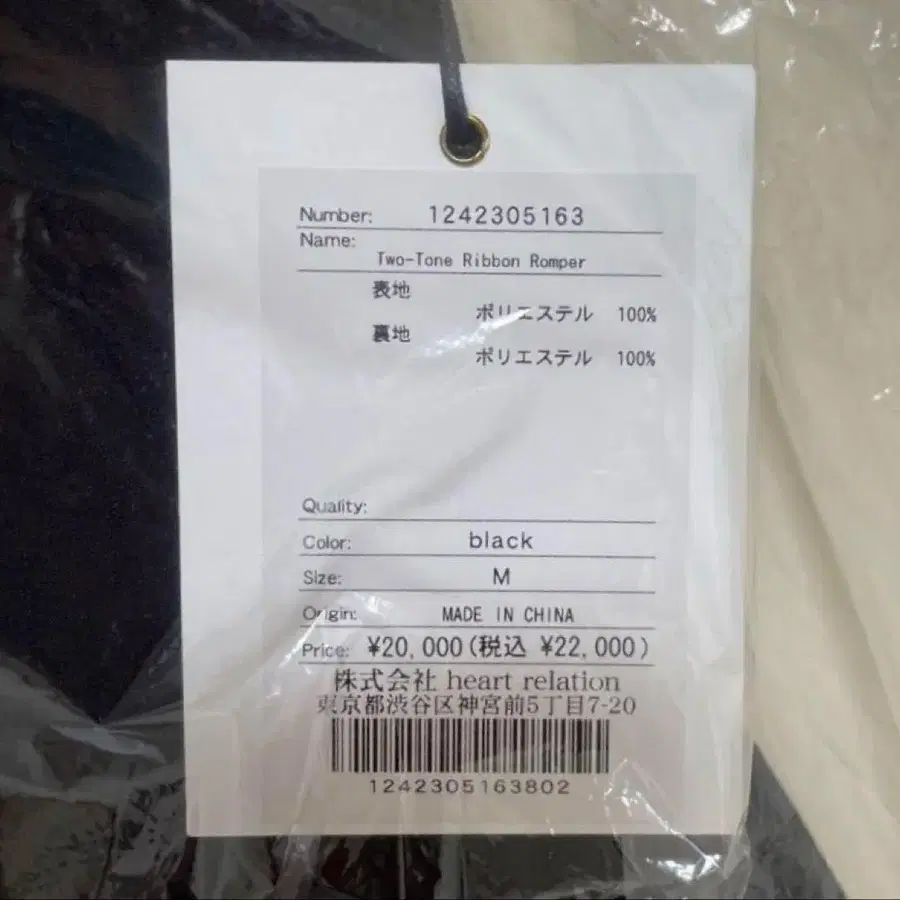 Number: 1242305163
Name:
Two-Tone Ribbon Romper
表地
ポリエステル 100%
裏地
ポリエステル 100%
Quality:
Color: black
Size: M
Origin: MADE IN CHINA
Price: ¥20,000(税込 ¥22,000)
株式会社 heart relation
東京都渋谷区神宮前5丁目7-20
1242305163802